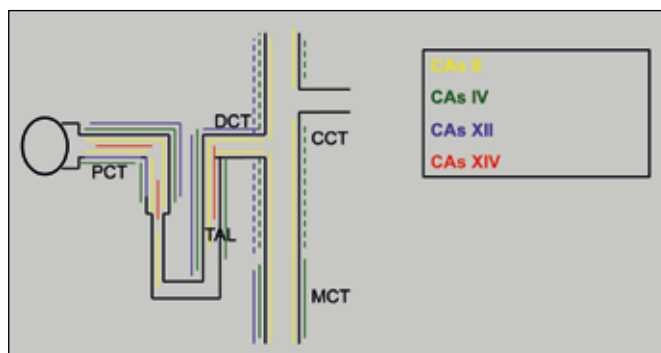 CAs II
CAs IV
DCT
CAs XII
CCT
CAs XIV
PCT
TAL
MCT